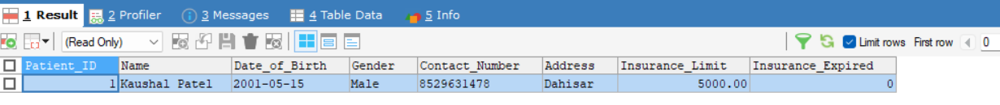 1 Result 2 Profiler 3 Messages 4 Table Data 5 Info
(Read Only) Limit rows First row 0
Patient_ID Name Date_of_Birth Gender Contact_Number Address Insurance_Limit Insurance_Expired
1 Kaushal Patel 2001-05-15 Male 8529631478 Dahisar 5000.00 0